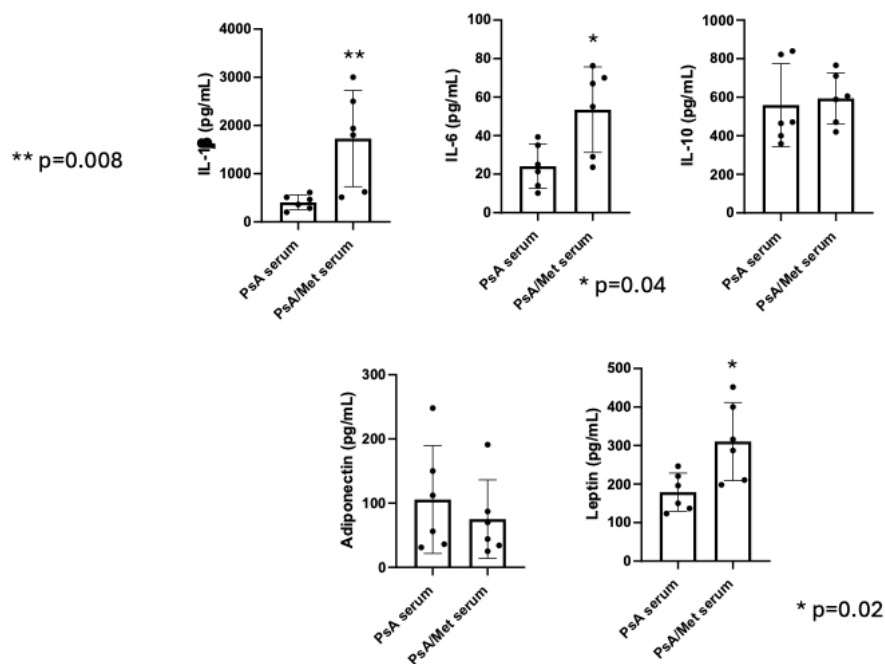 ** p=0.008
IL-1 (pg/mL)
4000
3000
2000
1000
0
**
PsA serum
PsA/Met serum
IL-6 (pg/mL)
100
80
60
40
20
0
*
PsA serum
PsA/Met serum
* p=0.04
IL-10 (pg/mL)
1000
800
600
400
200
0
PsA serum
PsA/Met serum
Adiponectin (pg/mL)
300
200
100
0
PsA serum
PsA/Met serum
Leptin (pg/mL)
500
400
300
200
100
0
*
PsA serum
PsA/Met serum
* p=0.02